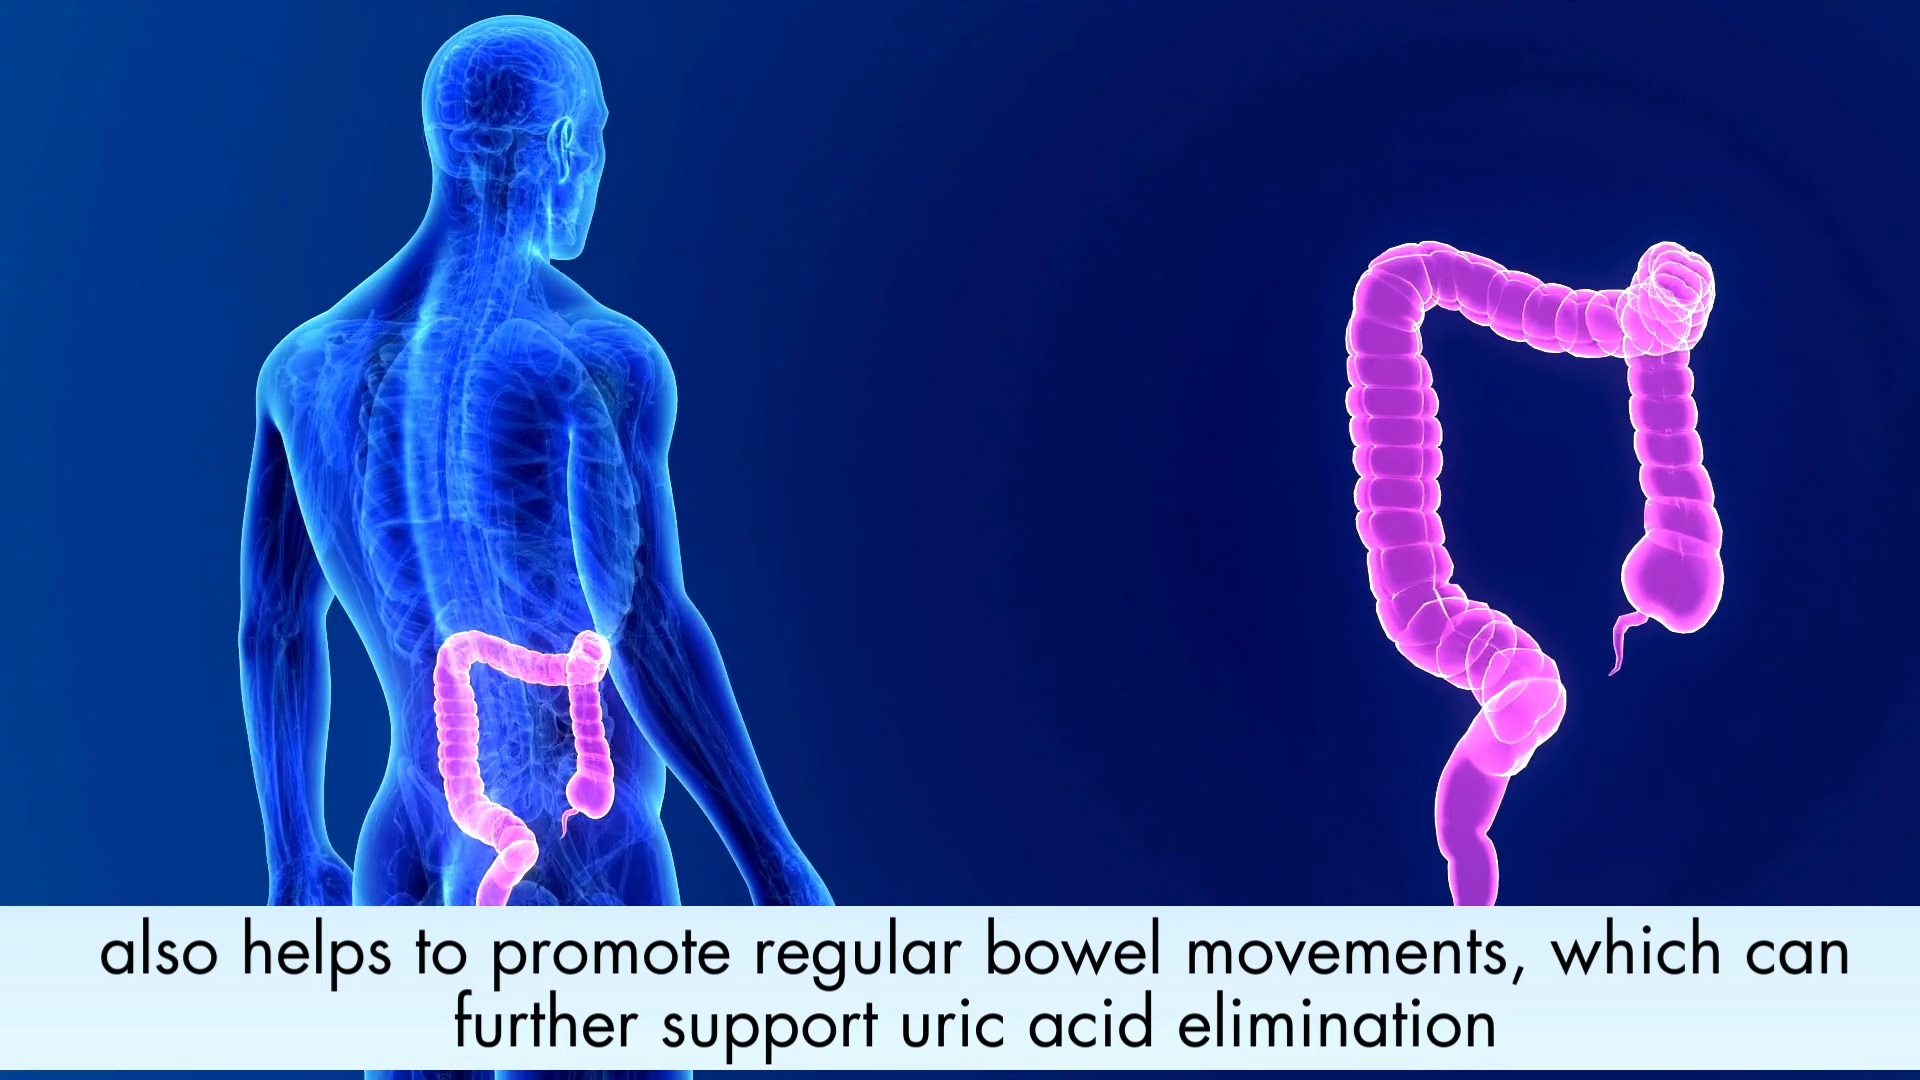 also helps to promote regular bowel movements, which can
further support uric acid elimination